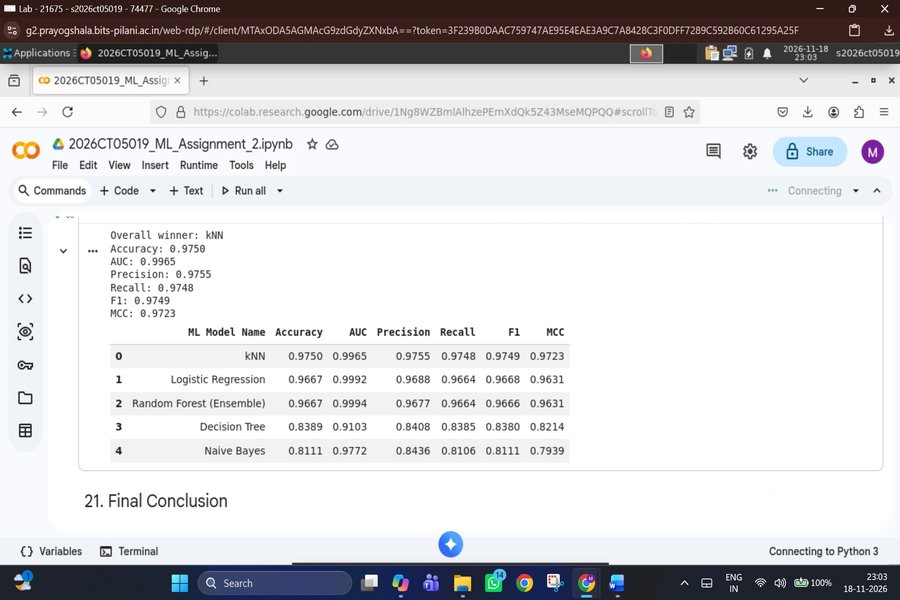 Lab - 21675 - s2026ct05019 - 74477 - Google Chrome
g2.prayogshala.bits-pilani.ac.in/web-rdp/#/client/MTAxODA5AGMAcG9zdGdyZXNxbA==?token=3F239B0DAAC759747AE95E4EAE3A9C7A8428C3F0DFF7289C592B60C61295A25F
Applications
2026CT05019_ML_Assig...
2026-11-18
23:03
s2026ct05019
2026CT05019_ML_Assign
https://colab.research.google.com/drive/1Ng8WZBmlAlhzePEmXdQk5Z43MseMQPQQ#scrollTo
2026CT05019_ML_Assignment_2.ipynb
File Edit View Insert Runtime Tools Help
Share
M
Commands + Code + Text Run all
Connecting
Overall winner: kNN
Accuracy: 0.9750
AUC: 0.9965
Precision: 0.9755
Recall: 0.9748
F1: 0.9749
MCC: 0.9723
ML Model Name Accuracy AUC Precision Recall F1 MCC
0 kNN 0.9750 0.9965 0.9755 0.9748 0.9749 0.9723
1 Logistic Regression 0.9667 0.9992 0.9688 0.9664 0.9668 0.9631
2 Random Forest (Ensemble) 0.9667 0.9994 0.9677 0.9664 0.9666 0.9631
3 Decision Tree 0.8389 0.9103 0.8408 0.8385 0.8380 0.8214
4 Naive Bayes 0.8111 0.9772 0.8436 0.8106 0.8111 0.7939
21. Final Conclusion
Variables Terminal
Connecting to Python 3
Search
14
ENG
IN
100%
23:03
18-11-2026